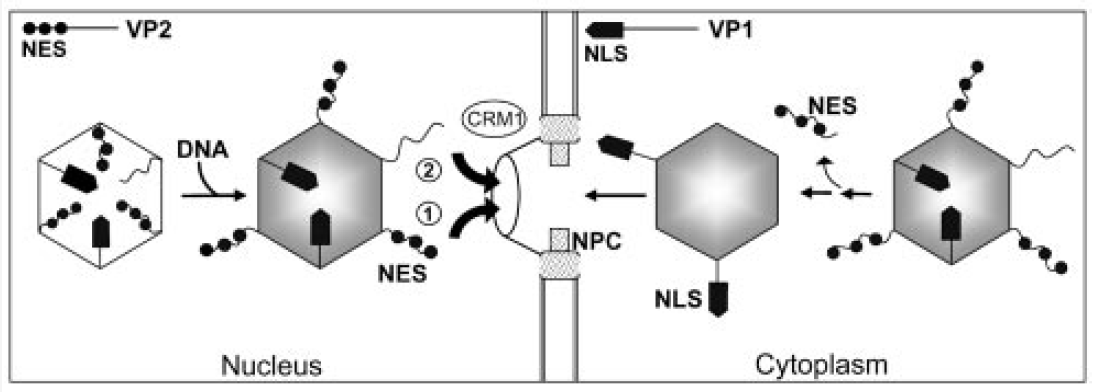 VP2
NES
VP1
NLS
DNA
CRM1
2
1
NES
NPC
NES
NLS
Nucleus
Cytoplasm